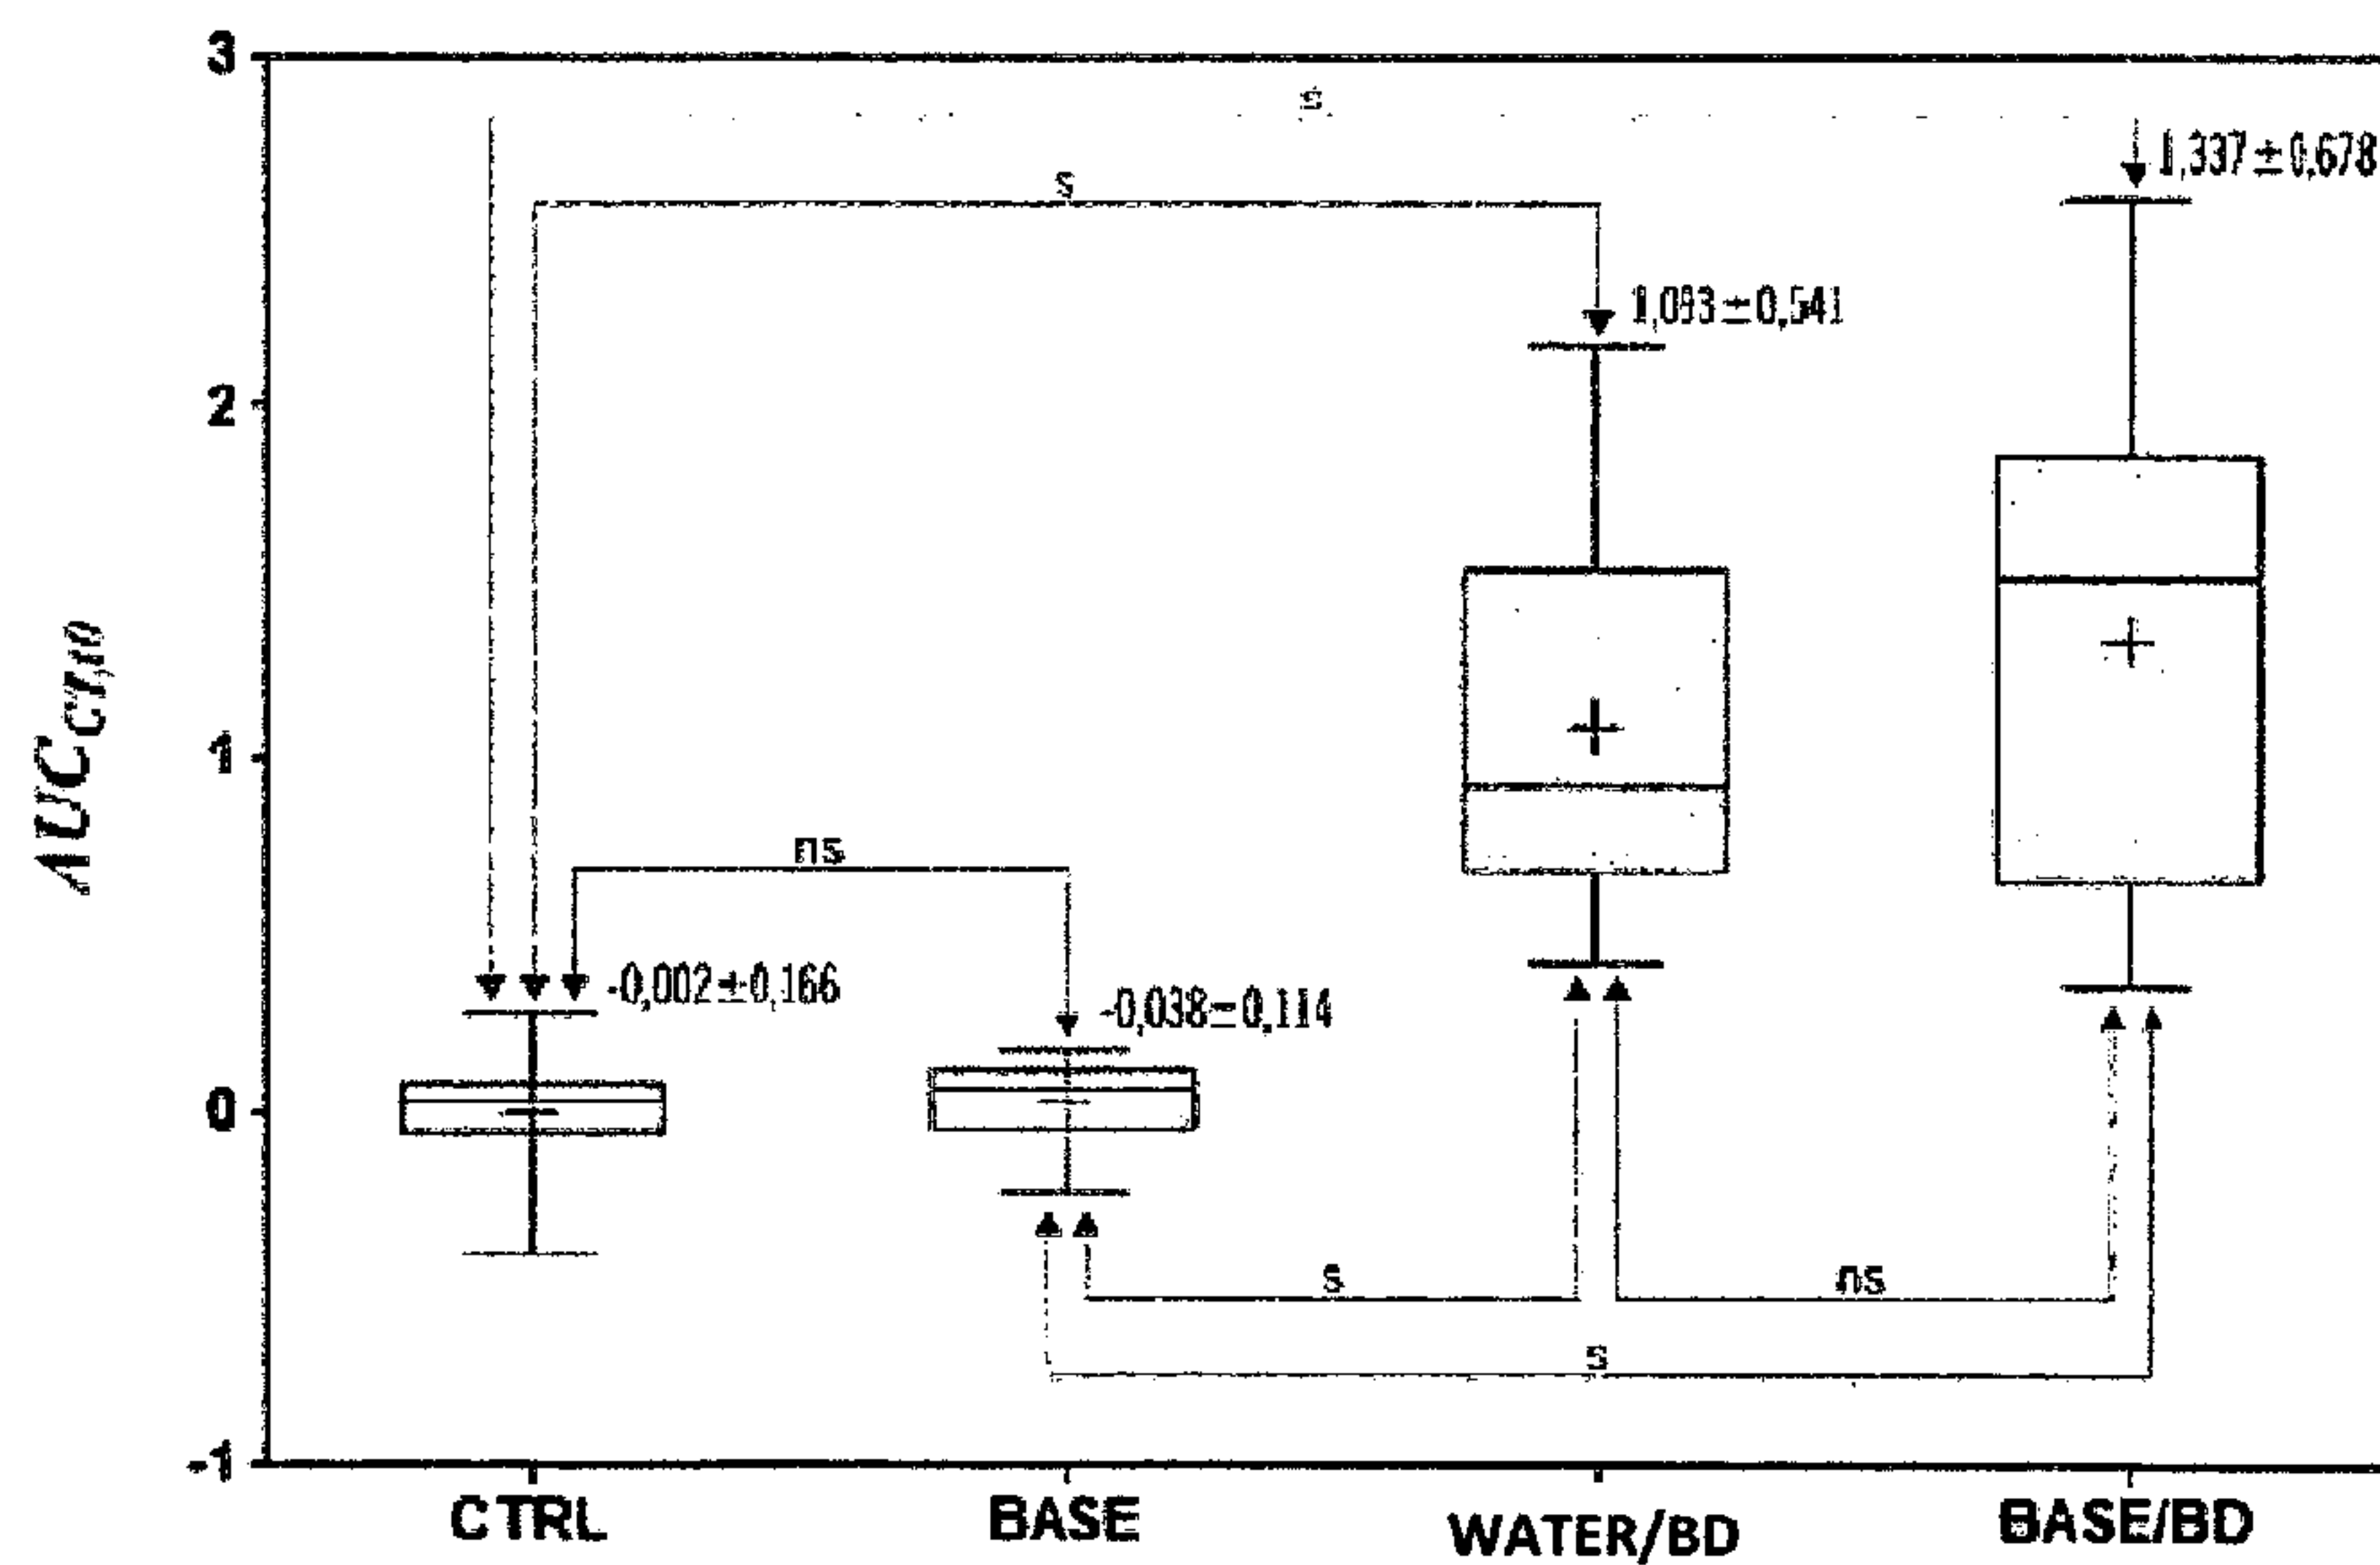 3
s
1,337±0,678
s
1,093±0,541
2
1
ns
-0,002±0,166
-0,038±0,114
0
s
ns
s
-1
CTRL BASE WATER/BD BASE/BD